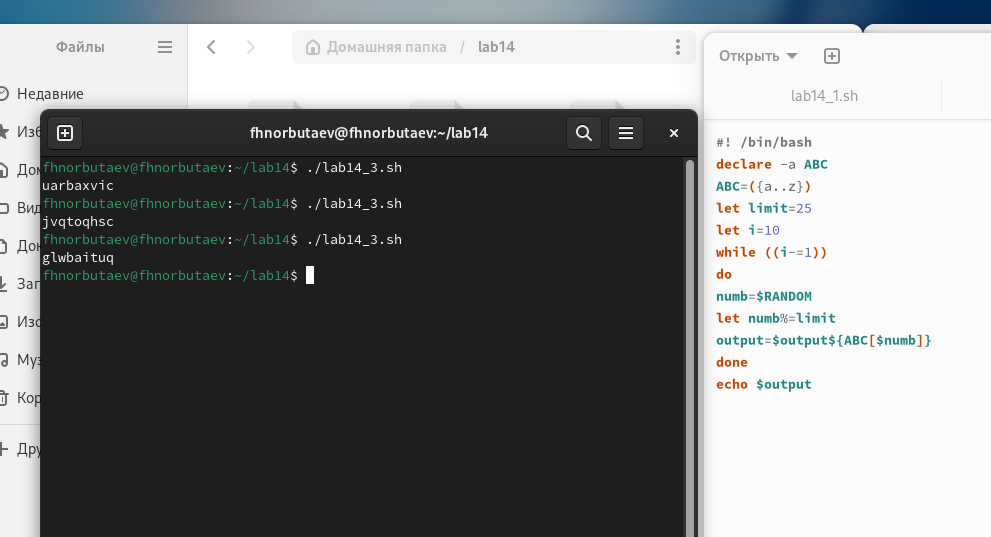 Файлы
Домашняя папка / lab14
Недавние
Изб
Дом
Вид
Док
Заг
Изо
Муз
Кор
Дру
fhnorbutaev@fhnorbutaev:~/lab14
fhnorbutaev@fhnorbutaev:~/lab14$ ./lab14_3.sh
uarbaxvic
fhnorbutaev@fhnorbutaev:~/lab14$ ./lab14_3.sh
jvqtoqhsc
fhnorbutaev@fhnorbutaev:~/lab14$ ./lab14_3.sh
glwbaituq
fhnorbutaev@fhnorbutaev:~/lab14$
Открыть
lab14_1.sh
#! /bin/bash
declare -a ABC
ABC=({a..z})
let limit=25
let i=10
while ((i-=1))
do
numb=$RANDOM
let numb%=limit
output=$output${ABC[$numb]}
done
echo $output